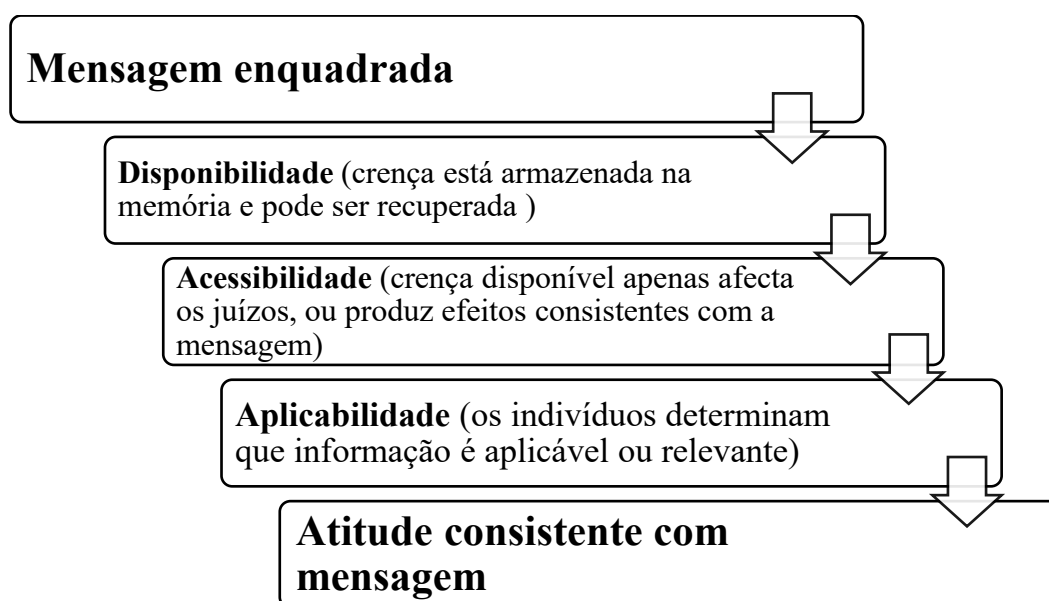 Mensagem enquadrada
Disponibilidade (crença está armazenada na
memória e pode ser recuperada )
Acessibilidade (crença disponível apenas afecta
os juízos, ou produz efeitos consistentes com a
mensagem)
Aplicabilidade (os indivíduos determinam
que informação é aplicável ou relevante)
Atitude consistente com
mensagem